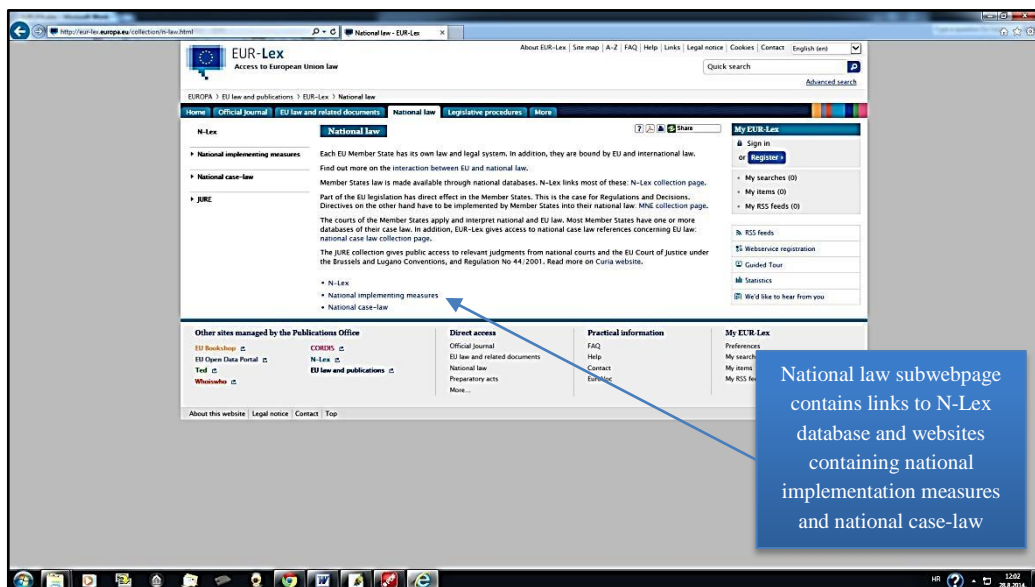 http://eur-lex.europa.eu/collection/n-law.html
National law - EUR-Lex
EUR-Lex
Access to European Union law
About EUR-Lex | Site map | A-Z | FAQ | Help | Links | Legal notice | Cookies | Contact English (en)
Quick search
Advanced search
EUROPA > EU law and publications > EUR-Lex > National law
Home Official Journal EU law and related documents National law Legislative procedures More
N-Lex
National implementing measures
National case-law
JURE
National law
Share
Each EU Member State has its own law and legal system. In addition, they are bound by EU and international law.
Find out more on the interaction between EU and national law.
Member States law is made available through national databases. N-Lex links most of these: N-Lex collection page.
Part of the EU legislation has direct effect in the Member States. This is the case for Regulations and Decisions.
Directives on the other hand have to be implemented by Member States into their national law: MNE collection page.
The courts of the Member States apply and interpret national and EU law. Most Member States have one or more
databases of their case law. In addition, EUR-Lex gives access to national case law references concerning EU law:
national case law collection page.
The JURE collection gives public access to relevant judgments from national courts and the EU Court of Justice under
the Brussels and Lugano Conventions, and Regulation No 44/2001. Read more on Curia website.
• N-Lex
• National implementing measures
• National case-law
My EUR-Lex
Sign in
or Register
My searches (0)
My items (0)
My RSS feeds (0)
RSS feeds
Webservice registration
Guided Tour
Statistics
We'd like to hear from you
Other sites managed by the Publications Office
EU Bookshop
EU Open Data Portal
Ted
Whoiswho
CORDIS
N-Lex
EU law and publications
Direct access
Official Journal
EU law and related documents
National law
Preparatory acts
More...
Practical information
FAQ
Help
Contact
EuroVoc
My EUR-Lex
Preferences
My search
My items
My RSS
About this website | Legal notice | Contact | Top
National law subwebpage
contains links to N-Lex
database and websites
containing national
implementation measures
and national case-law
HR
12:02
28.8.2014